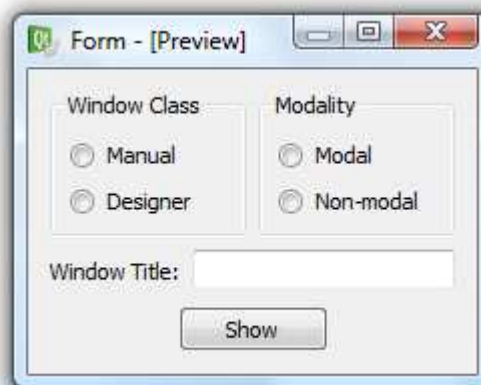 Form - [Preview]
Window Class
Modality
Manual
Modal
Designer
Non-modal
Window Title:
Show